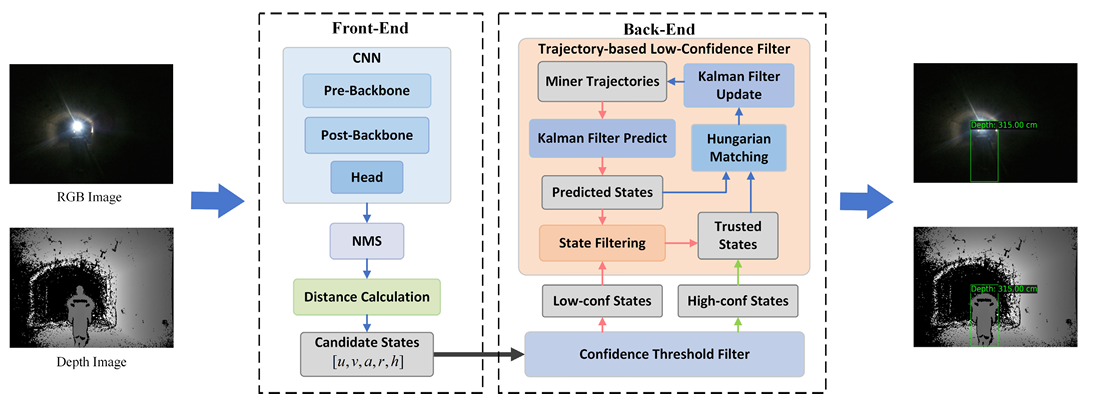 Front-End
Back-End
CNN
Pre-Backbone
Post-Backbone
Head
NMS
Distance Calculation
Candidate States
[u, v, a, r, h]
Trajectory-based Low-Confidence Filter
Miner Trajectories
Kalman Filter
Update
Kalman Filter Predict
Hungarian
Matching
Predicted States
State Filtering
Trusted
States
Low-conf States
High-conf States
Confidence Threshold Filter
RGB Image
Depth Image
Depth: 315.00 cm
Depth: 315.00 cm